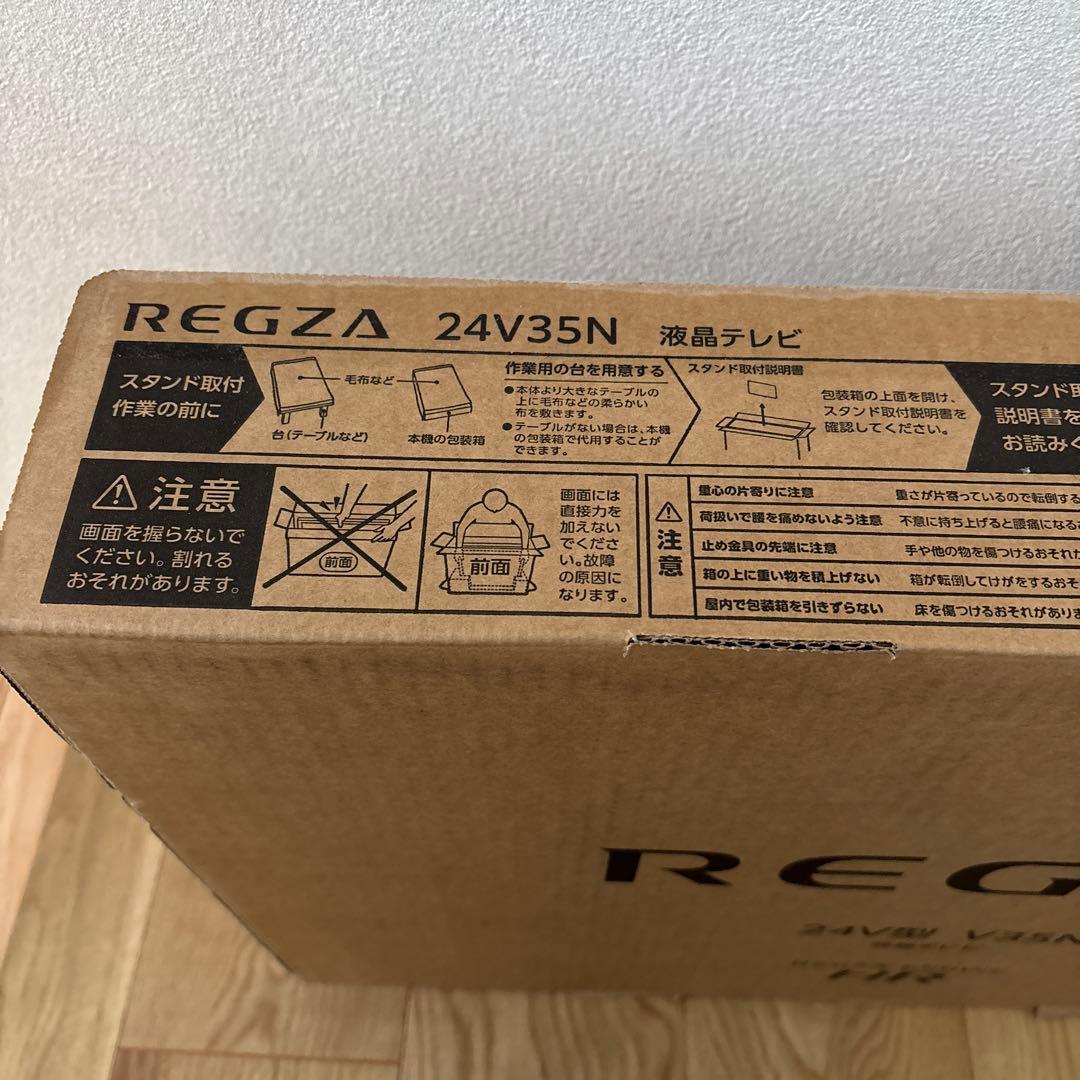 REGZA 24V35N 液晶テレビ
スタンド取付
作業の前に
毛布など
台(テーブルなど)
本機の包装箱
作業用の台を用意する
●本体より大きなテーブルの
上に毛布などの柔らかい
布を敷きます。
●テーブルがない場合は、本機
の包装箱で代用することが
できます。
スタンド取付説明書
包装箱の上面を開け、
スタンド取付説明書を
確認してください。
スタンド取
説明書を
お読みく
注意
画面を握らないで
ください。割れる
おそれがあります。
前面
前面
画面には
直接力を
加えない
でくださ
い。故障
の原因に
なります。
注意
重心の片寄りに注意 重さが片寄っているので転倒する
荷扱いで腰を痛めないよう注意 不意に持ち上げると腰痛になる
止め金具の先端に注意 手や他の物を傷つけるおそれ
箱の上に重い物を積上げない 箱が転倒してけがをするおそ
屋内で包装箱を引きずらない 床を傷つけるおそれがありま
REG
24V型 V35N